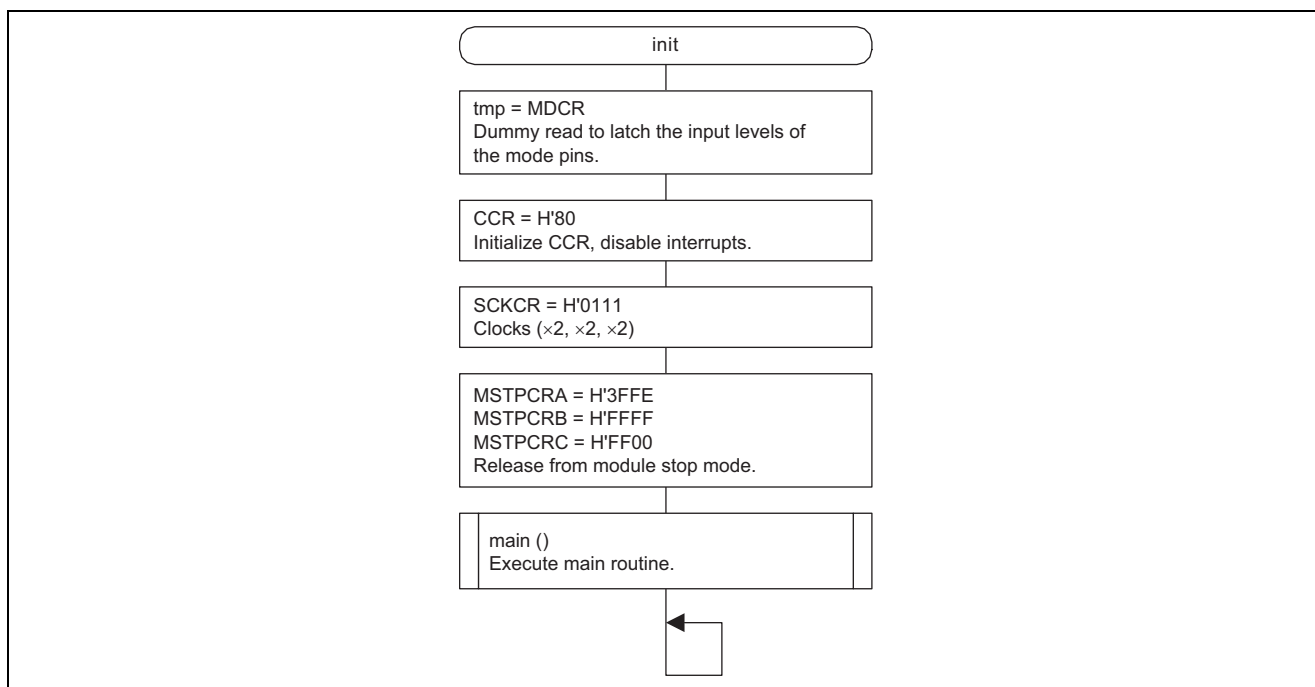 init
tmp = MDCR
Dummy read to latch the input levels of
the mode pins.
CCR = H'80
Initialize CCR, disable interrupts.
SCKCR = H'0111
Clocks (×2, ×2, ×2)
MSTPCRA = H'3FFE
MSTPCRB = H'FFFF
MSTPCRC = H'FF00
Release from module stop mode.
main ()
Execute main routine.